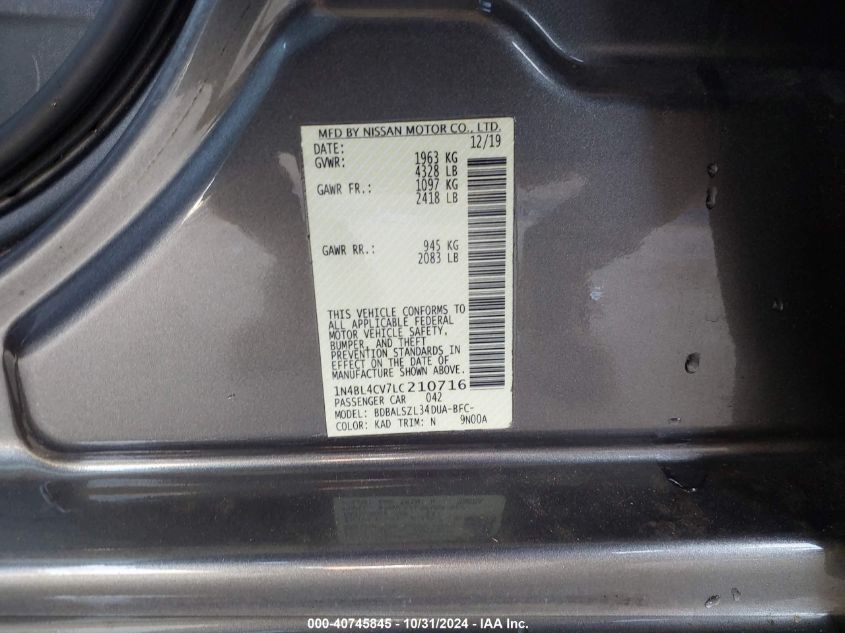 MFD BY NISSAN MOTOR CO., LTD.
DATE: 12/19
GVWR: 1963 KG
4328 LB
GAWR FR.: 1097 KG
2418 LB
GAWR RR.: 945 KG
2083 LB
THIS VEHICLE CONFORMS TO
ALL APPLICABLE FEDERAL
MOTOR VEHICLE SAFETY,
BUMPER, AND THEFT
PREVENTION STANDARDS IN
EFFECT ON THE DATE OF
MANUFACTURE SHOWN ABOVE.
1N4BL4CV7LC210716
PASSENGER CAR 042
MODEL: BDBALSZL34DUA-BFC-
COLOR: KAD TRIM: N 9N00A
000-40745845 - 10/31/2024 - IAA Inc.